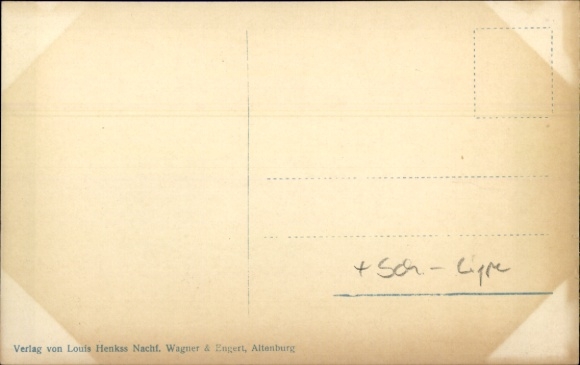 + Sch. - Lippe
Verlag von Louis Henkss Nachf. Wagner & Engert, Altenburg